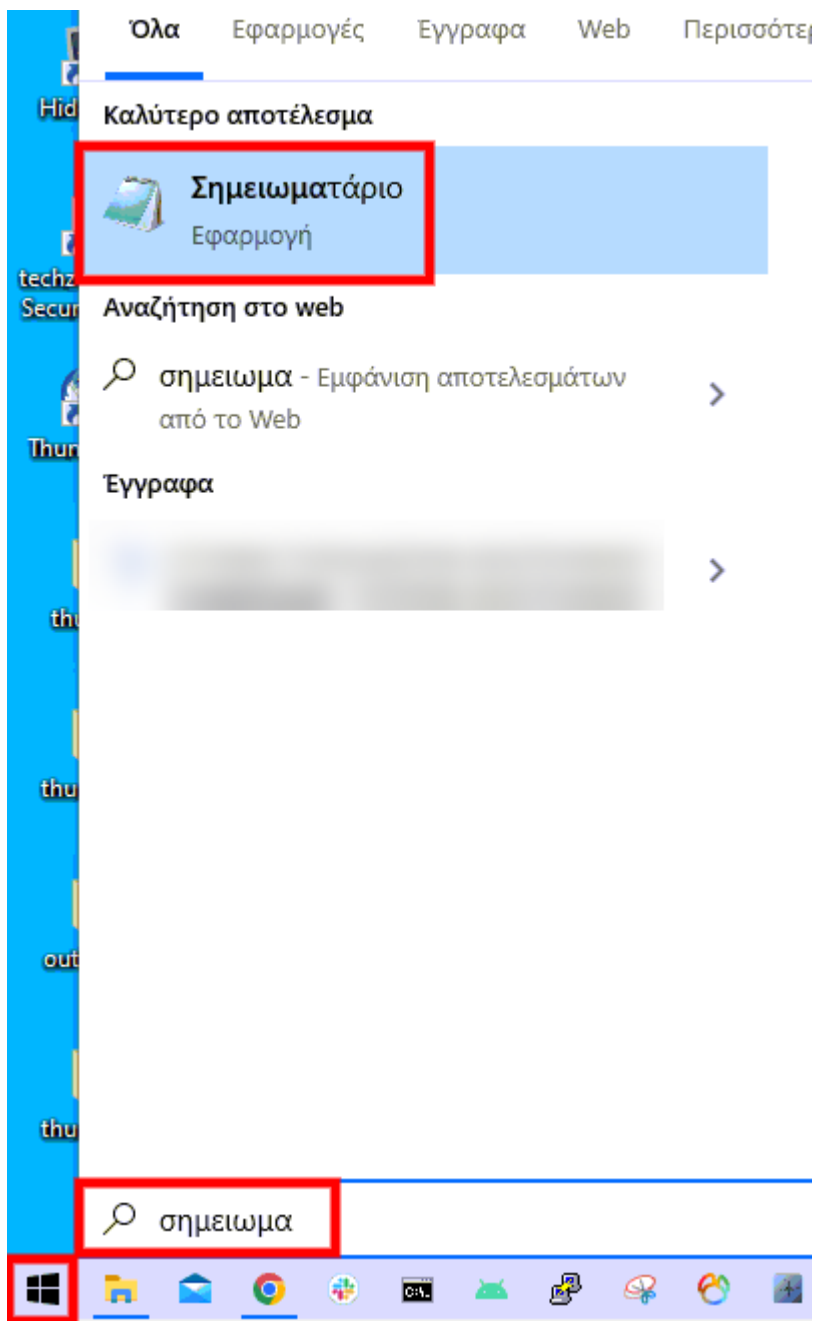 Όλα Εφαρμογές Έγγραφα Web
Hid
Καλύτερο αποτέλεσμα
Σημειωματάριο
Εφαρμογή
techz
Secur
Αναζήτηση στο web
σημειωμα - Εμφάνιση αποτελεσμάτων
από το Web
Thun
Έγγραφα
thu
thu
out
thu
σημειωμα
C:\.